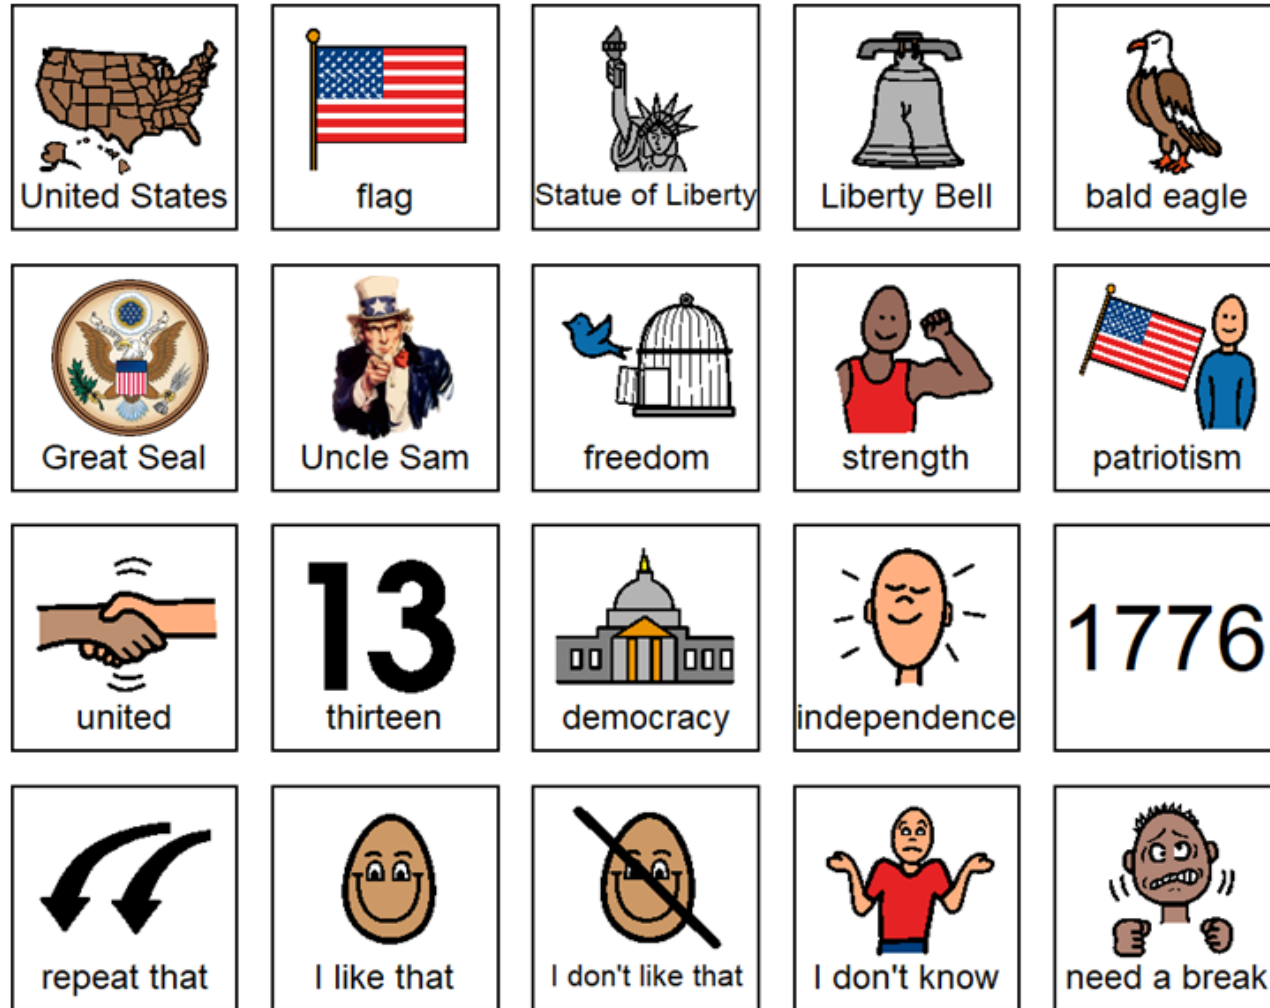 United States
flag
Statue of Liberty
Liberty Bell
bald eagle
Great Seal
Uncle Sam
freedom
strength
patriotism
united
13
thirteen
democracy
independence
1776
repeat that
I like that
I don't like that
I don't know
need a break